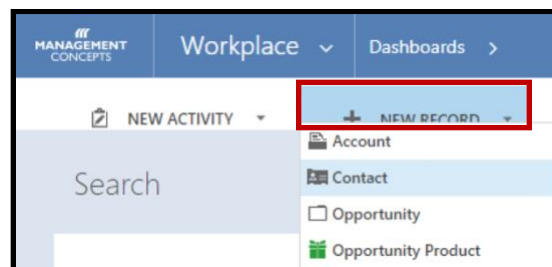 MANAGEMENT
CONCEPTS
Workplace
Dashboards
NEW ACTIVITY
NEW RECORD
Search
Account
Contact
Opportunity
Opportunity Product